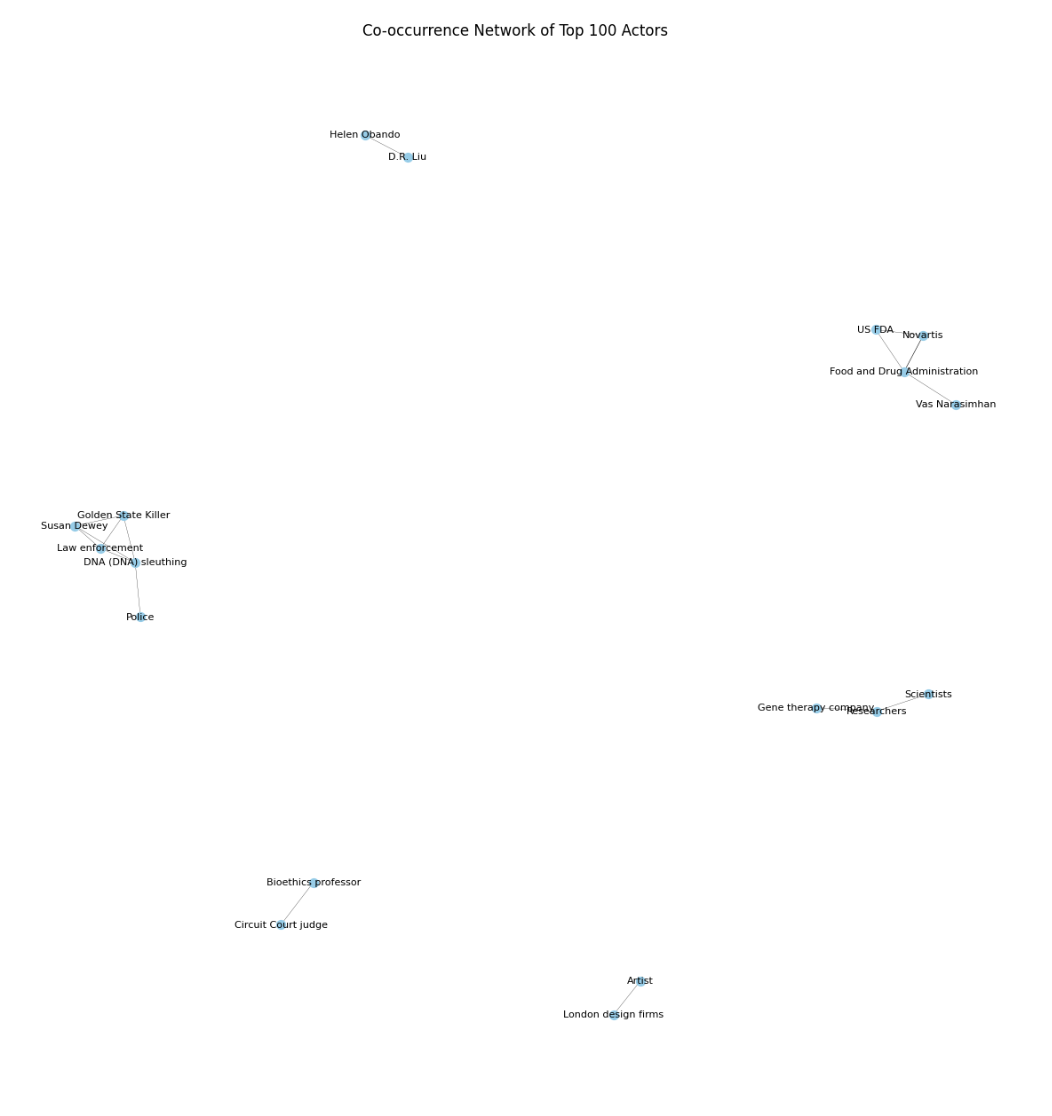 Co-occurrence Network of Top 100 Actors
Helen Obando
D.R. Liu
US FDA
Novartis
Food and Drug Administration
Vas Narasimhan
Golden State Killer
Susan Dewey
Law enforcement
DNA (DNA) sleuthing
Police
Scientists
Gene therapy company
Researchers
Bioethics professor
Circuit Court judge
Artist
London design firms